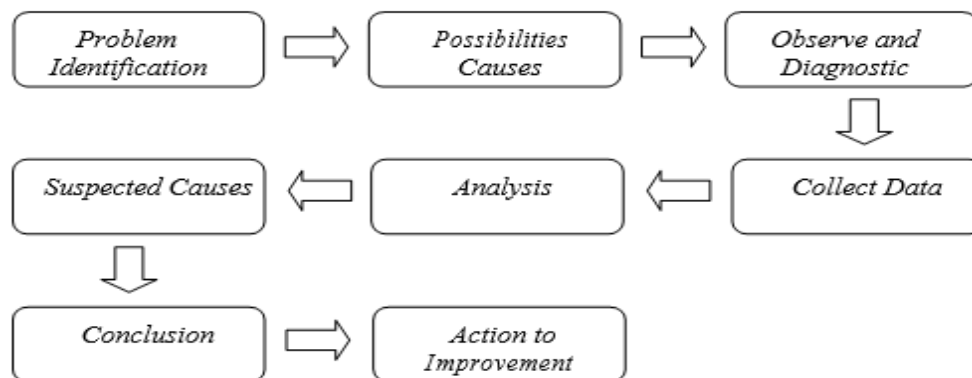 Problem
Identification
Possibilities
Causes
Observe and
Diagnostic
Suspected Causes
Analysis
Collect Data
Conclusion
Action to
Improvement